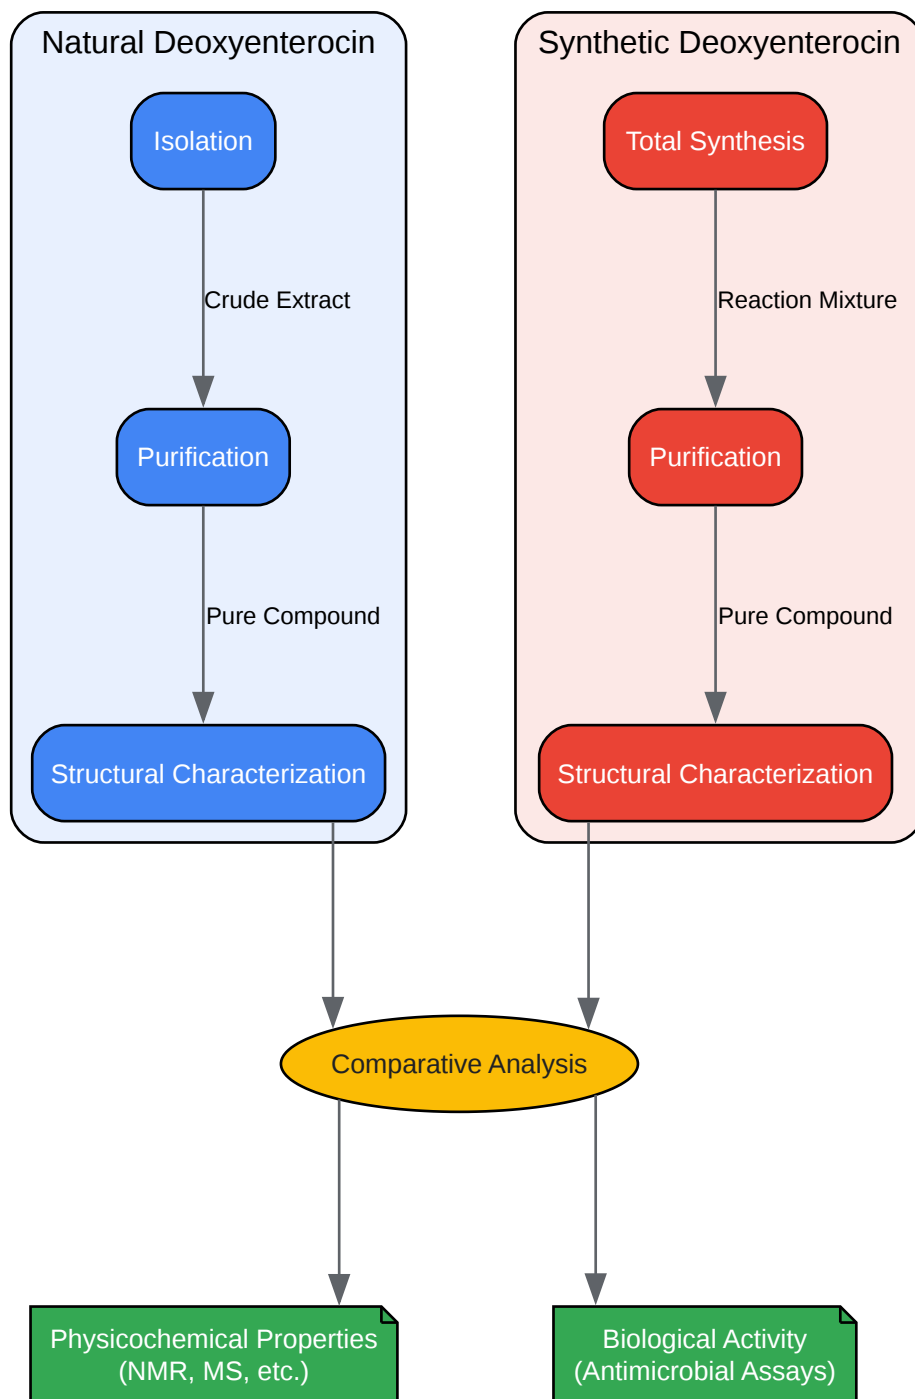 Natural Deoxyenterocin
Isolation
Crude Extract
Purification
Pure Compound
Structural Characterization
Synthetic Deoxyenterocin
Total Synthesis
Reaction Mixture
Purification
Pure Compound
Structural Characterization
Comparative Analysis
Physicochemical Properties
(NMR, MS, etc.)
Biological Activity
(Antimicrobial Assays)